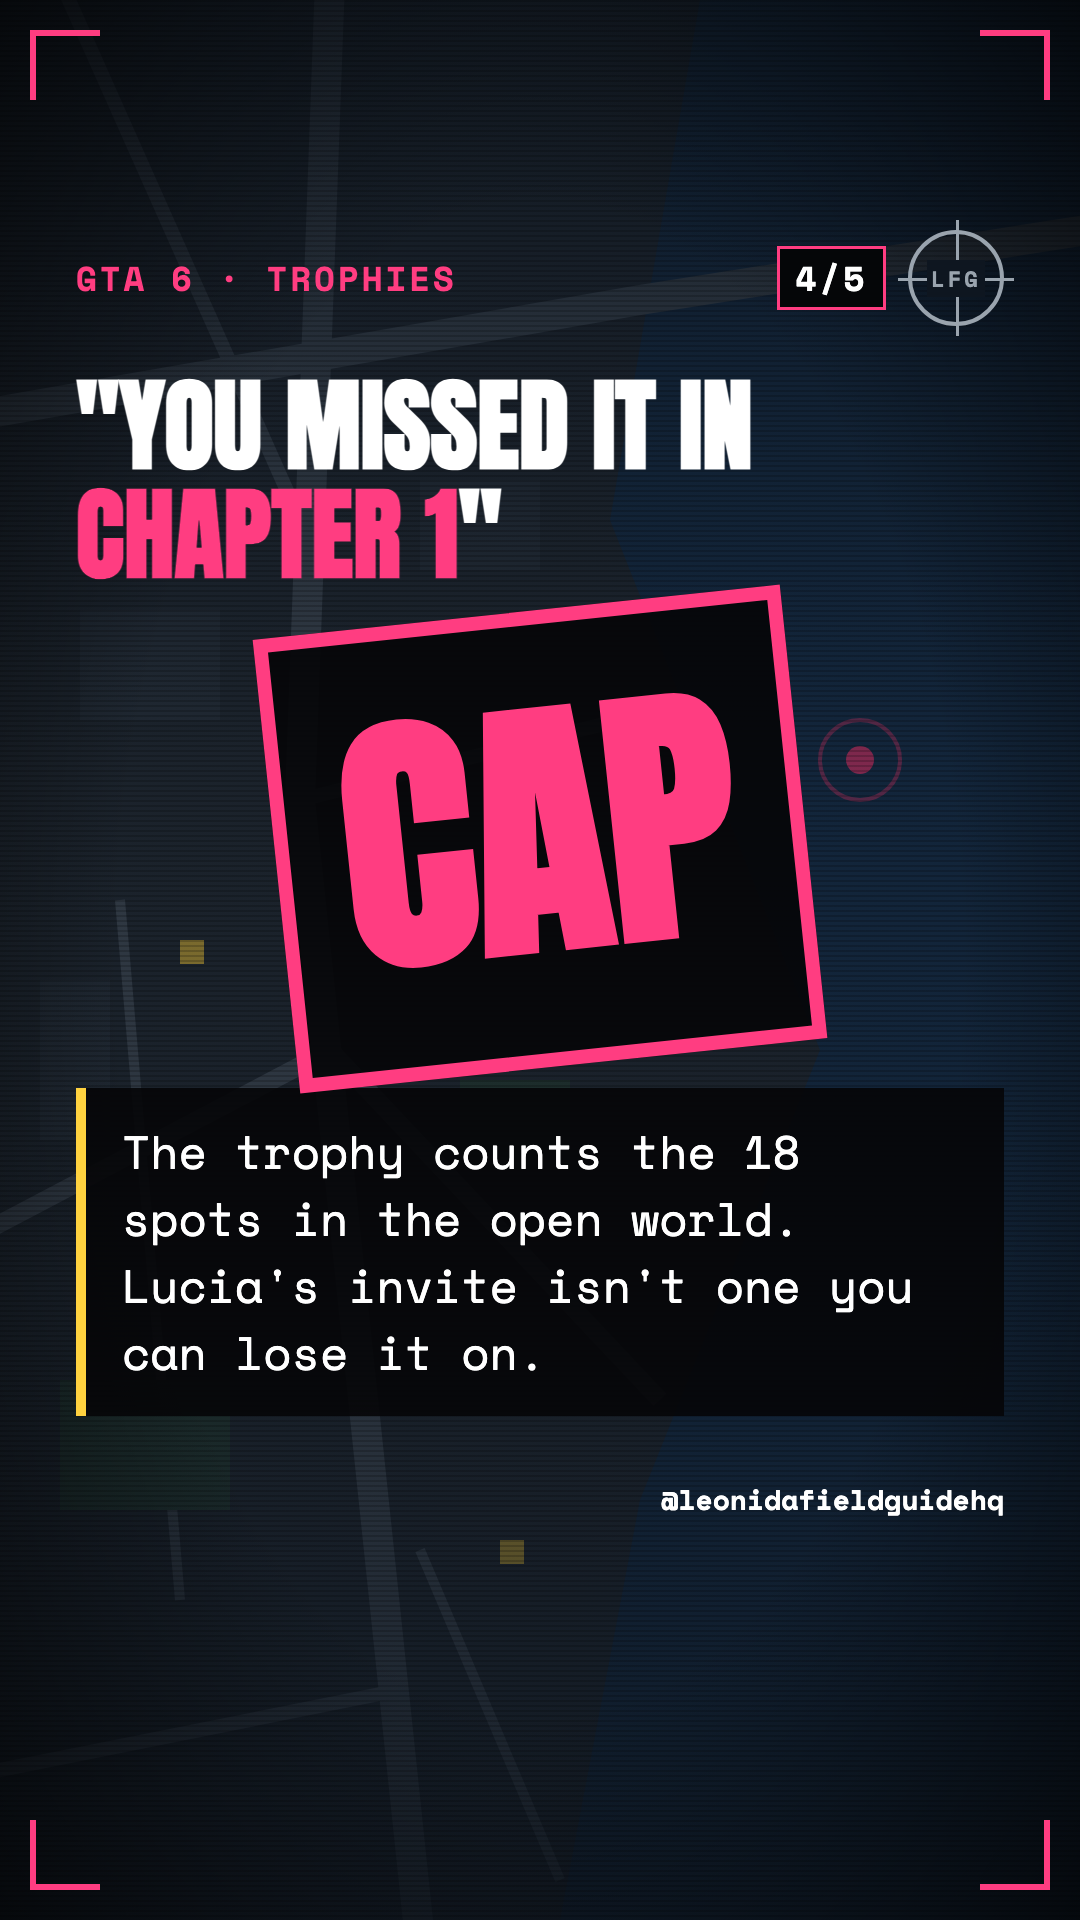 GTA 6 · TROPHIES
4/5
LFG
"YOU MISSED IT IN
CHAPTER 1"
CAP
The trophy counts the 18
spots in the open world.
Lucia's invite isn't one you
can lose it on.
@leonidafieldguidehq